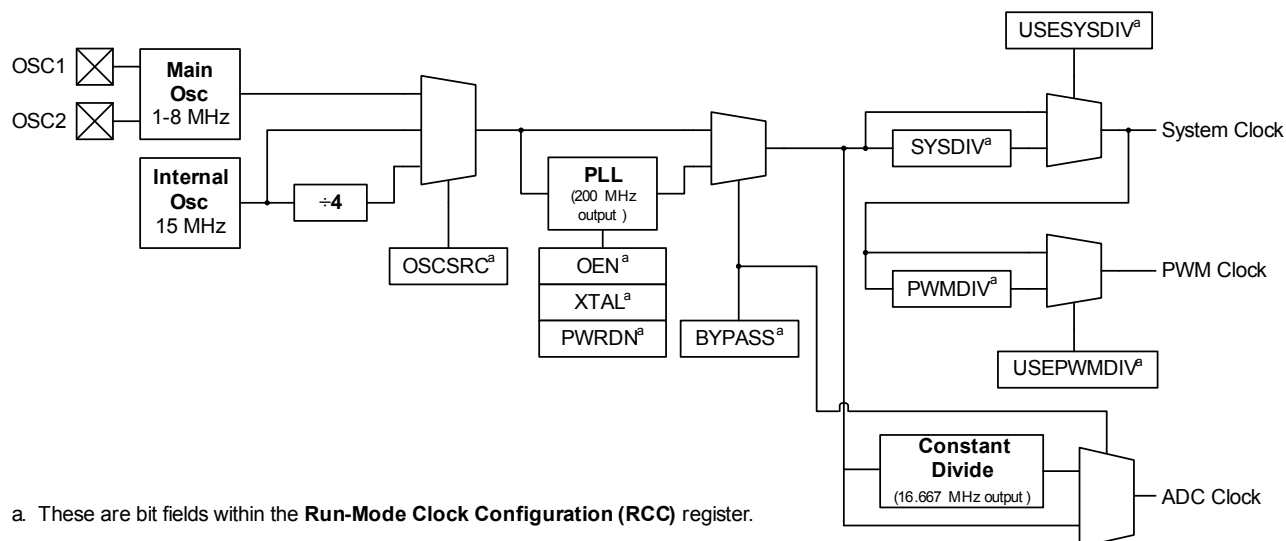 USESYSDIVa
OSC1
Main
Osc
1-8 MHz
OSC2
System Clock
SYSDIVa
Internal
Osc
15 MHz
÷4
PLL
(200 MHz
output )
OSCSRCa
OENa
XTALa
PWRDNa
BYPASSa
PWM Clock
PWMDIVa
USEPWMDIVa
Constant
Divide
(16.667 MHz output )
ADC Clock
a. These are bit fields within the Run-Mode Clock Configuration (RCC) register.